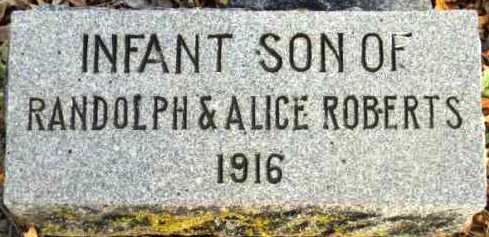 INFANT SON OF
RANDOLPH & ALICE ROBERTS
1916